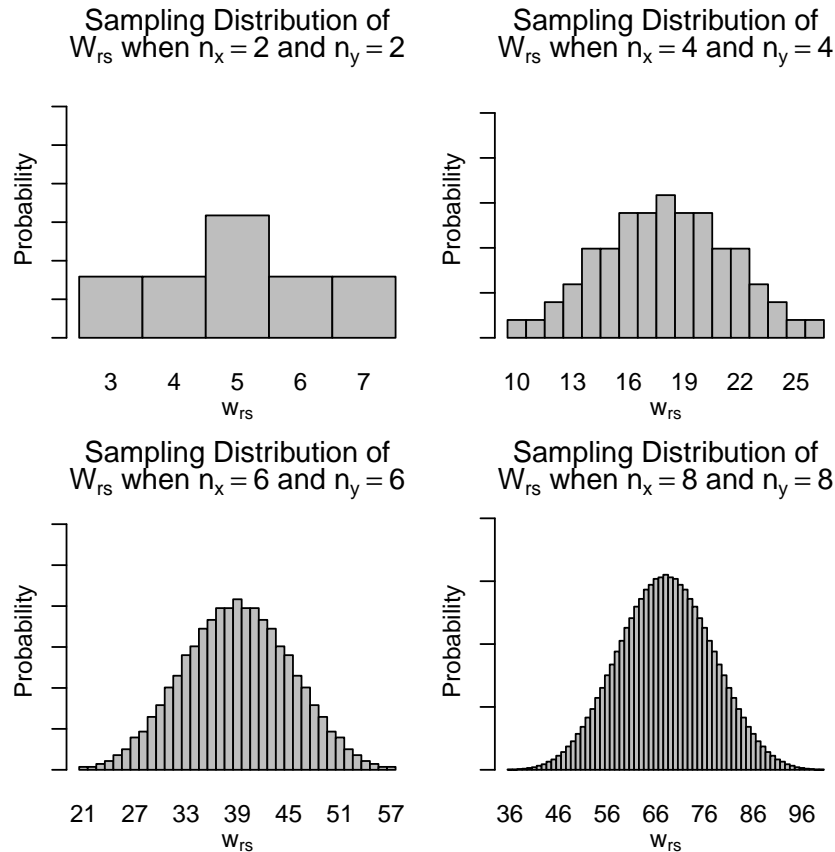 Sampling Distribution of
W_rs when n_x = 2 and n_y = 2
Probability
3 4 5 6 7
w_rs
Sampling Distribution of
W_rs when n_x = 4 and n_y = 4
Probability
10 13 16 19 22 25
w_rs
Sampling Distribution of
W_rs when n_x = 6 and n_y = 6
Probability
21 27 33 39 45 51 57
w_rs
Sampling Distribution of
W_rs when n_x = 8 and n_y = 8
Probability
36 46 56 66 76 86 96
w_rs